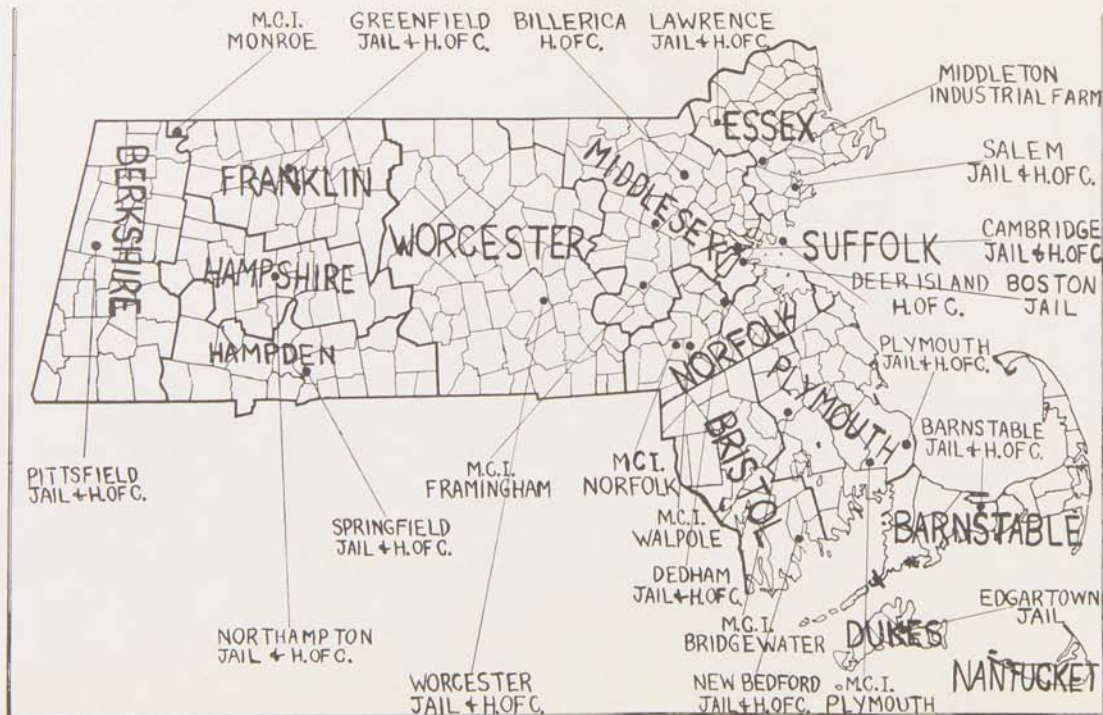 M.C.I.
MONROE
GREENFIELD
JAIL & H.OF C.
BILLERICA
H.OF C.
LAWRENCE
JAIL & H.OF C.
MIDDLETON
INDUSTRIAL FARM
ESSEX
SALEM
JAIL & H.OF C.
BERKSHIRE
FRANKLIN
MIDDLESEX
WORCESTER
SUFFOLK
CAMBRIDGE
JAIL & H.OF C
HAMPSHIRE
DEER ISLAND
H.OF C.
BOSTON
JAIL
HAMPDEN
NORFOLK
PLYMOUTH
PLYMOUTH
JAIL & H.OF C.
BRISTOL
BARNSTABLE
JAIL & H.OF C.
PITTSFIELD
JAIL & H.OF C.
M.C.I.
FRAMINGHAM
MCI.
NORFOLK
SPRINGFIELD
JAIL & H.OF C.
M.C.I.
WALPOLE
BARNSTABLE
DEDHAM
JAIL & H.OF C.
EDGARTOWN
JAIL
NORTHAMPTON
JAIL & H.OF C.
M.C.I.
BRIDGEWATER
DUKES
NANTUCKET
WORCESTER
JAIL & H.OF C.
NEW BEDFORD
JAIL & H.OFC.
M.C.I.
PLYMOUTH